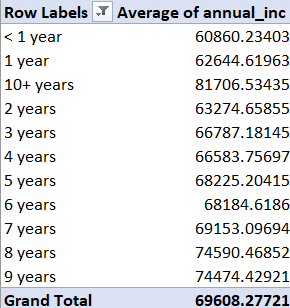 Row Labels Average of annual_inc
< 1 year 60860.23403
1 year 62644.61963
10+ years 81706.53435
2 years 63274.65855
3 years 66787.18145
4 years 66583.75697
5 years 68225.20415
6 years 68184.6186
7 years 69153.09694
8 years 74590.46852
9 years 74474.42921
Grand Total 69608.27721